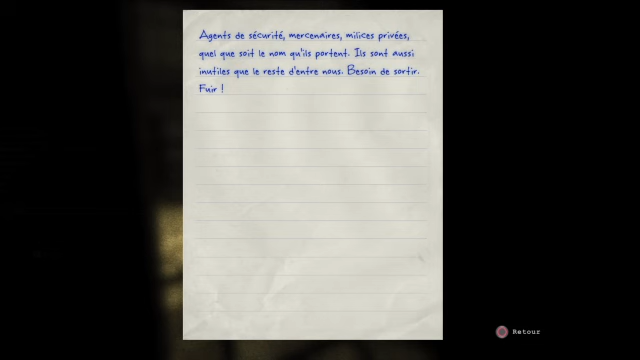 Agents de sécurité, mercenaires, milices privées,
quel que soit le nom qu'ils portent. Ils sont aussi
inutiles que le reste d'entre nous. Besoin de sortir.
Fuir !
Retour